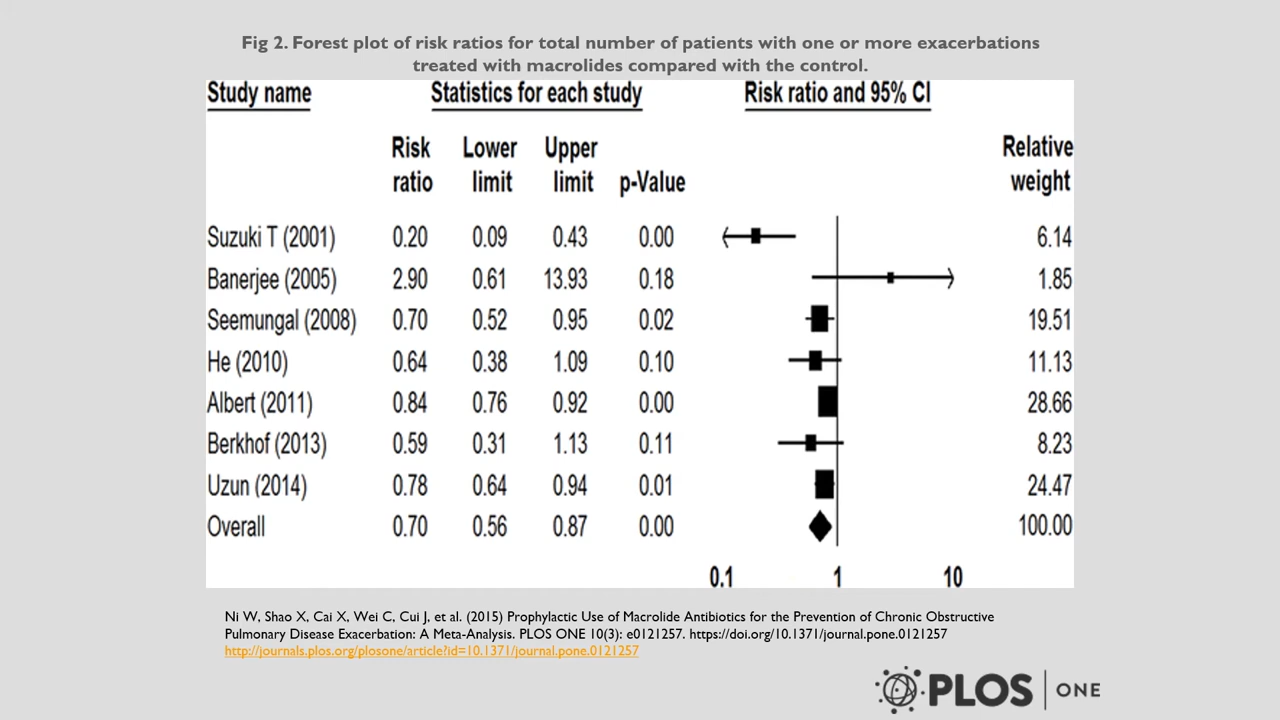 Fig 2. Forest plot of risk ratios for total number of patients with one or more exacerbations
treated with macrolides compared with the control.
Study name Statistics for each study Risk ratio and 95% CI
Risk ratio Lower limit Upper limit p-Value Relative weight
Suzuki T (2001) 0.20 0.09 0.43 0.00 6.14
Banerjee (2005) 2.90 0.61 13.93 0.18 1.85
Seemungal (2008) 0.70 0.52 0.95 0.02 19.51
He (2010) 0.64 0.38 1.09 0.10 11.13
Albert (2011) 0.84 0.76 0.92 0.00 28.66
Berkhof (2013) 0.59 0.31 1.13 0.11 8.23
Uzun (2014) 0.78 0.64 0.94 0.01 24.47
Overall 0.70 0.56 0.87 0.00 100.00
0.1 1 10
Ni W, Shao X, Cai X, Wei C, Cui J, et al. (2015) Prophylactic Use of Macrolide Antibiotics for the Prevention of Chronic Obstructive
Pulmonary Disease Exacerbation: A Meta-Analysis. PLOS ONE 10(3): e0121257. https://doi.org/10.1371/journal.pone.0121257
http://journals.plos.org/plosone/article?id=10.1371/journal.pone.0121257
PLOS ONE